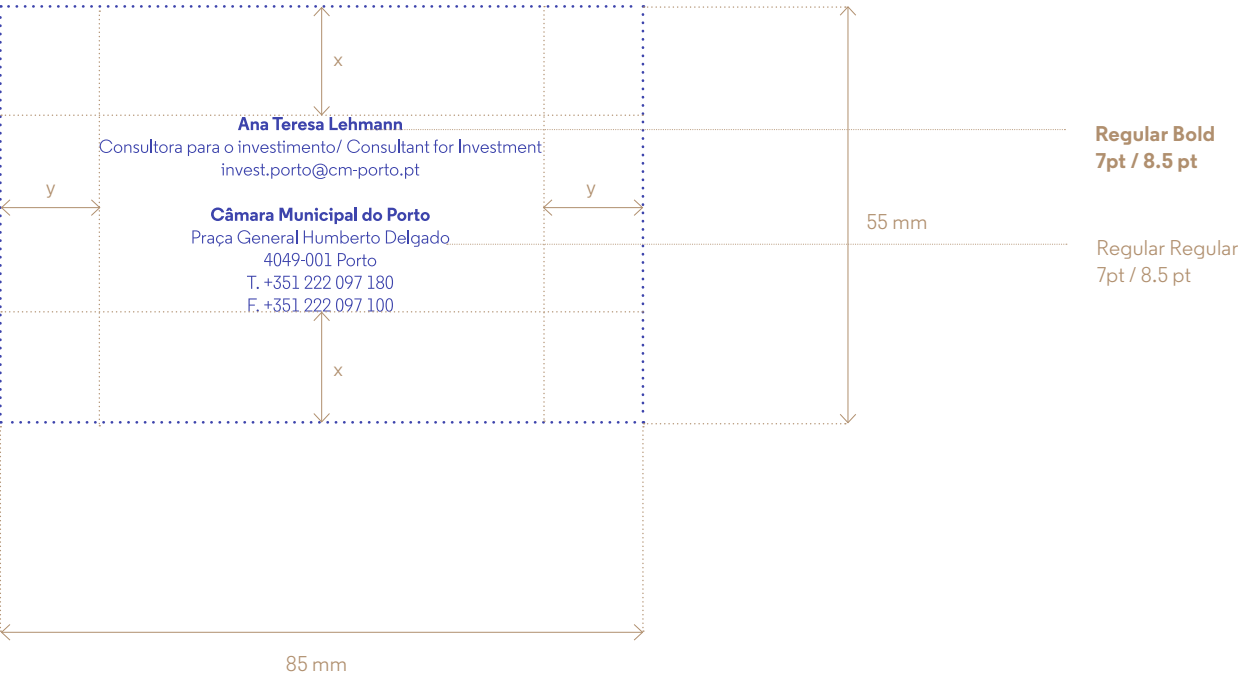 x
Ana Teresa Lehmann
Consultora para o investimento/ Consultant for Investment
invest.porto@cm-porto.pt
y
y
Câmara Municipal do Porto
Praça General Humberto Delgado
4049-001 Porto
T. +351 222 097 180
F. +351 222 097 100
x
55 mm
85 mm
Regular Bold
7pt / 8.5 pt
Regular Regular
7pt / 8.5 pt